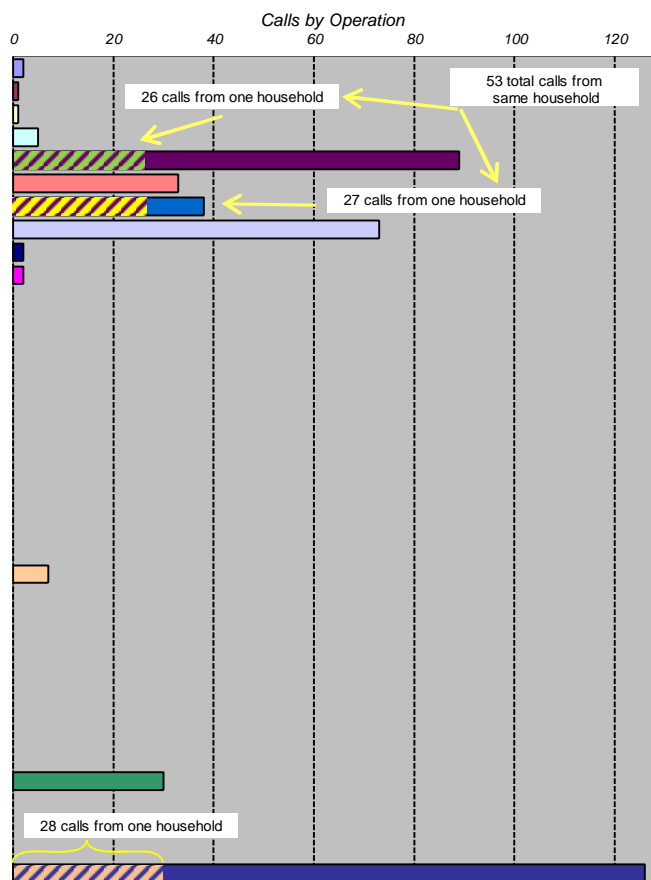 Calls by Operation
0 20 40 60 80 100 120
53 total calls from
same household
26 calls from one household
27 calls from one household
28 calls from one household